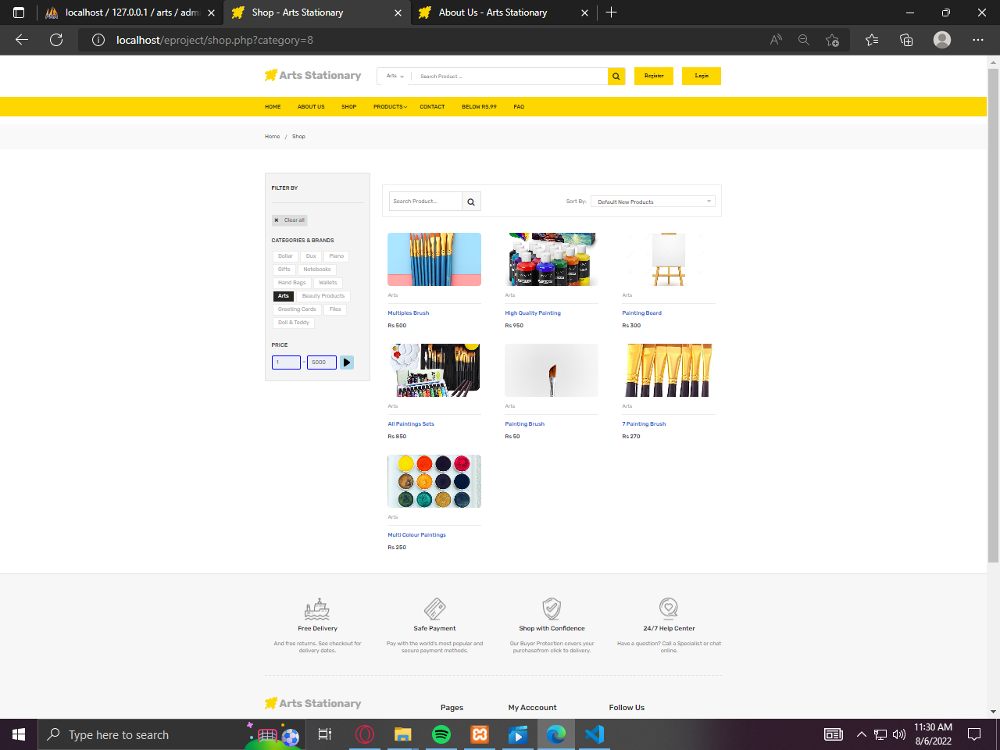 localhost / 127.0.0.1 / arts / admi
Shop - Arts Stationary
About Us - Arts Stationary
localhost/eproject/shop.php?category=8
Arts Stationary
Arts
Search Product ...
Register
Login
HOME
ABOUT US
SHOP
PRODUCTS
CONTACT
BELOW RS.99
FAQ
Home / Shop
FILTER BY
Clear all
CATEGORIES & BRANDS
Dollar
Dux
Piano
Gifts
Notebooks
Hand Bags
Wallets
Arts
Beauty Products
Greeting Cards
Files
Doll & Teddy
PRICE
1 - 5000
Search Product...
Sort By:
Default New Products
Arts
Multiples Brush
Rs 500
Arts
High Quality Painting
Rs 950
Arts
Painting Board
Rs 300
Arts
All Paintings Sets
Rs 850
Arts
Painting Brush
Rs 50
Arts
7 Painting Brush
Rs 270
Arts
Multi Colour Paintings
Rs 250
Free Delivery
And free returns. See checkout for
delivery dates.
Safe Payment
Pay with the world's most popular and
secure payment methods.
Shop with Confidence
Our Buyer Protection covers your
purchasefrom click to delivery.
24/7 Help Center
Have a question? Call a Specialist or chat
online.
Arts Stationary
Pages
My Acccount
Follow Us
Type here to search
11:30 AM
8/6/2022